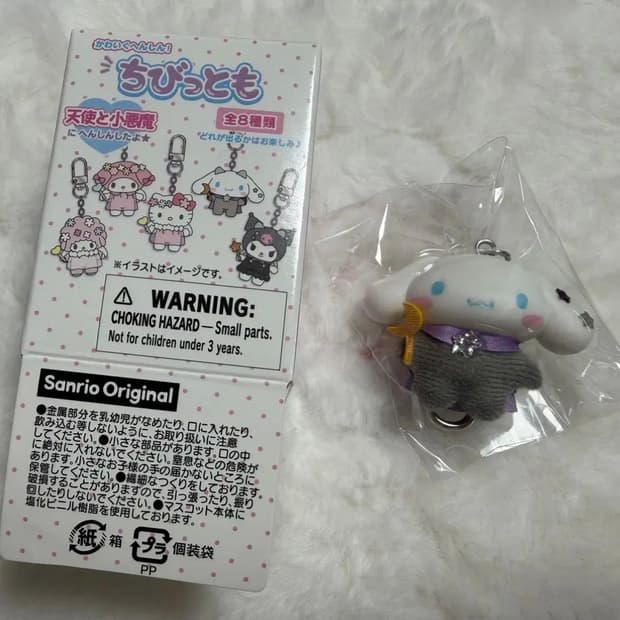 かわいくへんしん!
ちびっとも
天使と小悪魔
にへんしんしたよ★
全8種類
どれが出るかはお楽しみ♪
※イラストはイメージです。
WARNING:
CHOKING HAZARD — Small parts.
Not for children under 3 years.
Sanrio Original
●金属部分を乳幼児がなめたり、口に入れたり、
飲み込む等しないように、お取り扱いに注意
してください。●小さな部品があります。口の中
に絶対に入れないでください。窒息などの危険が
あります。小さなお子様の手の届かないところに
保管してください。●繊細なつくりをしております。
破損することがありますので、引っ張ったり、振り
回したりしないでください。●マスコット本体に
塩化ビニル樹脂を使用しております。
紙 箱
プラ 個装袋
PP